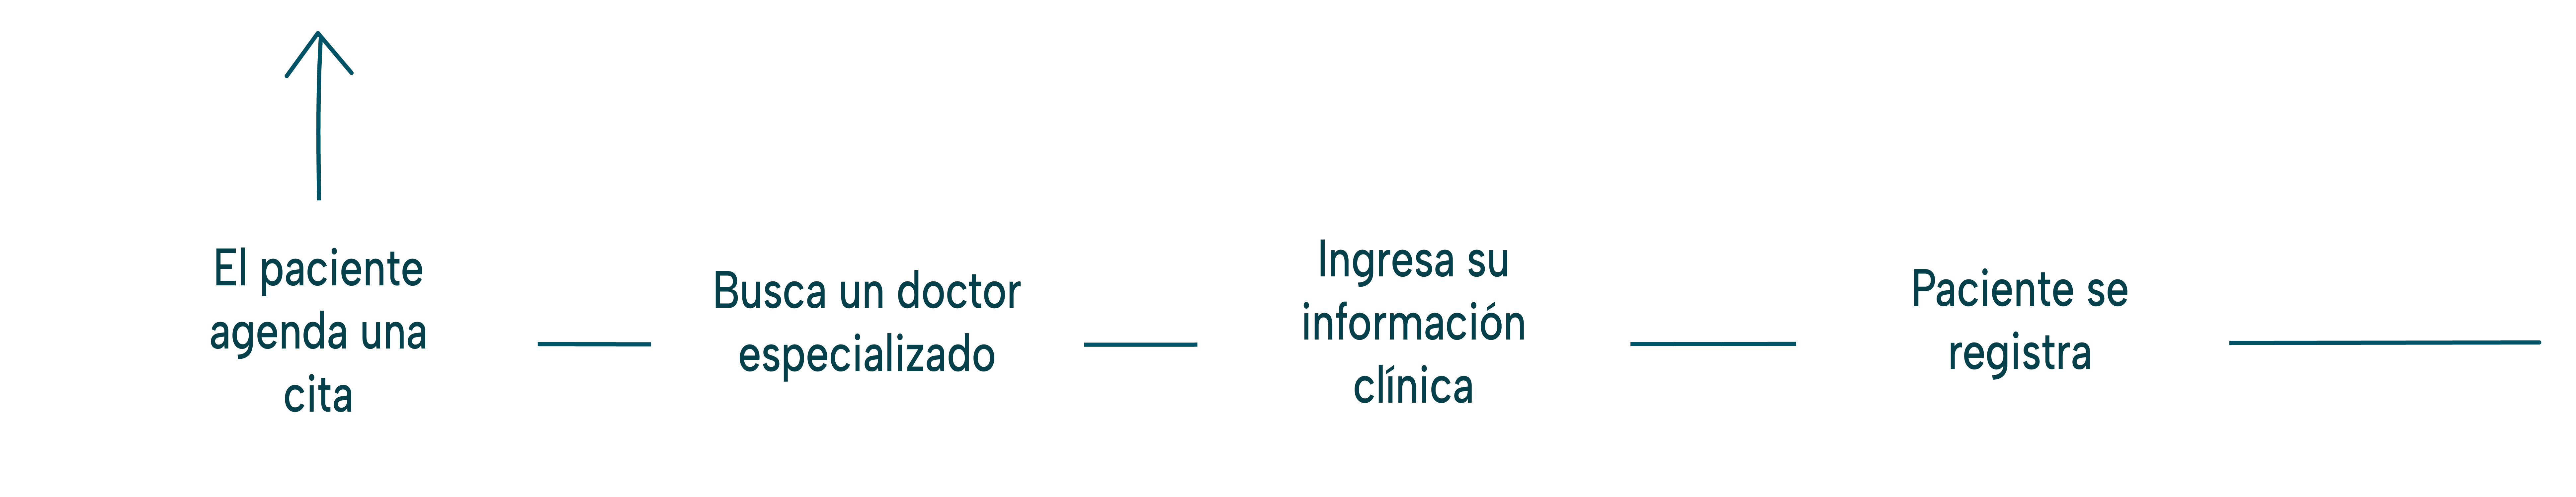 El paciente
agenda una
cita
Busca un doctor
especializado
Ingresa su
información
clínica
Paciente se
registra